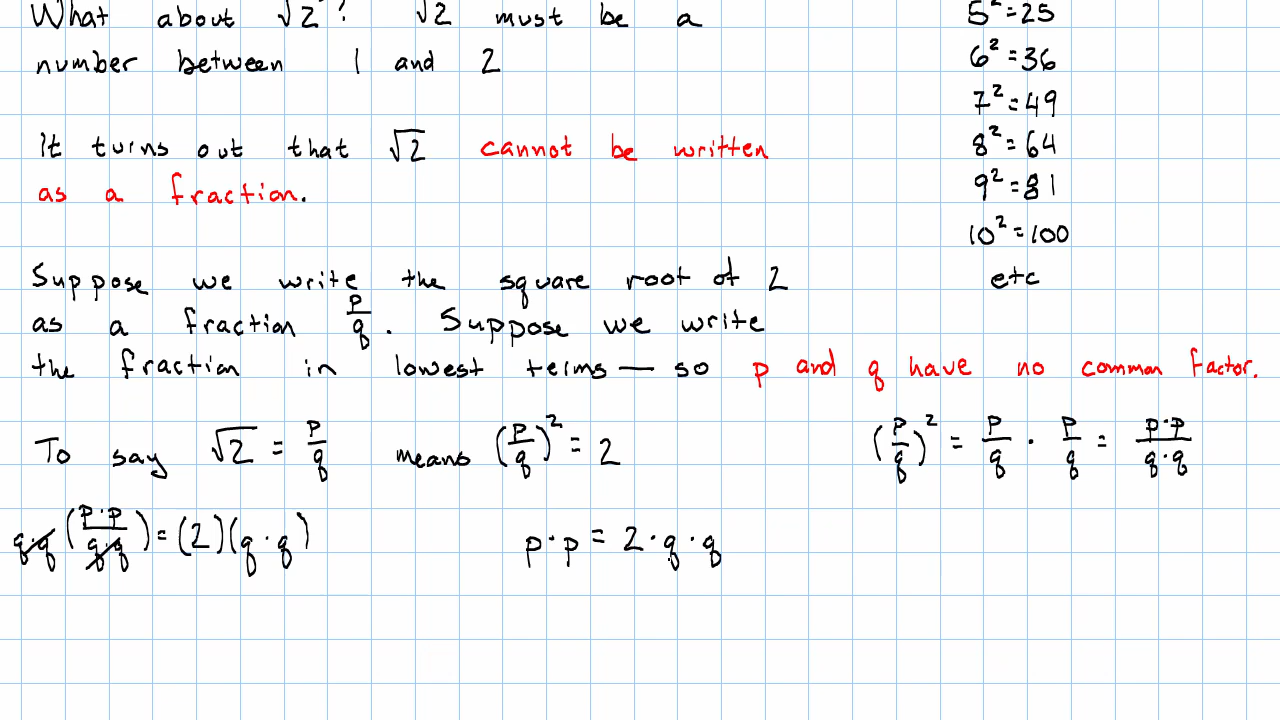 What about √2? √2 must be a
number between 1 and 2
It turns out that √2 cannot be written
as a fraction.
Suppose we write the square root of 2
as a fraction p/q. Suppose we write
the fraction in lowest terms — so p and q have no common factor.
To say √2 = p/q means (p/q)² = 2
q·q (p·p/q·q) = (2)(q·q) p·p = 2·q·q
5² = 25
6² = 36
7² = 49
8² = 64
9² = 81
10² = 100
etc
(p/q)² = p/q · p/q = p·p/q·q